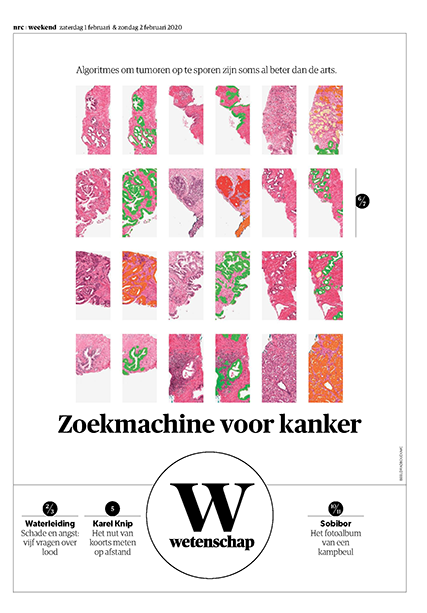 nrc weekend zaterdag 1 februari & zondag 2 februari 2020
Algoritmes om tumoren op te sporen zijn soms al beter dan de arts.
6/7
Zoekmachine voor kanker
2/3
Waterleiding
Schade en angst:
vijf vragen over
lood
5
Karel Knip
Het nut van
koorts meten
op afstand
W
wetenschap
10/11
Sobibor
Het fotoalbum
van een
kampbeul